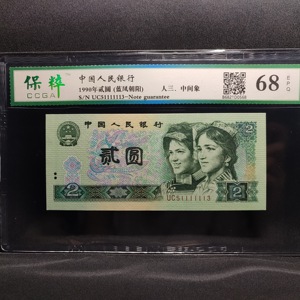 保粹
CCGA
中国人民银行
1990年贰圆 (蓝凤朝阳)
S/N UC51111113~Note guarantee
人三、中间象
68
EPQ
中国人民银行
贰圆
2
2
UC51111113